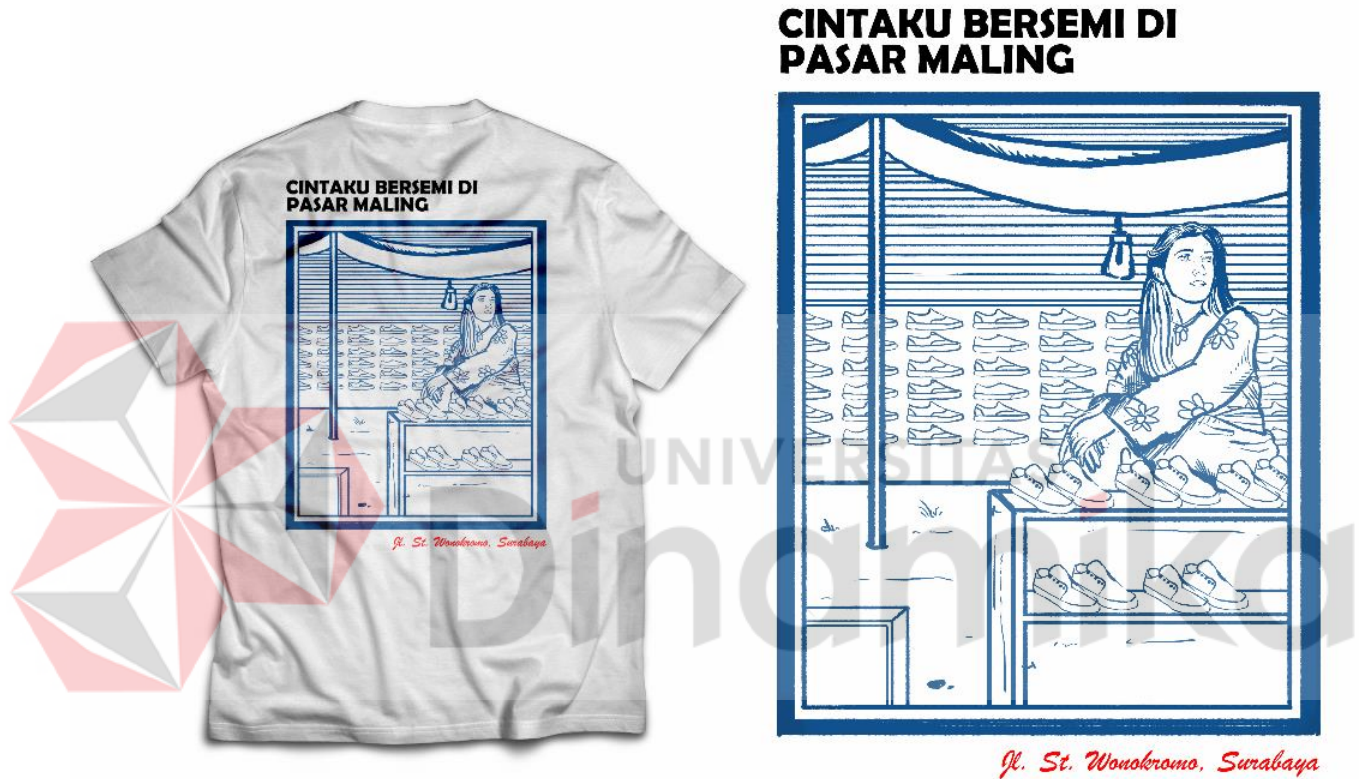 CINTAKU BERSEMI DI
PASAR MALING
Jl. St. Wonokromo, Surabaya
CINTAKU BERSEMI DI
PASAR MALING
Jl. St. Wonokromo, Surabaya
UNIVERSITAS
Dinamika